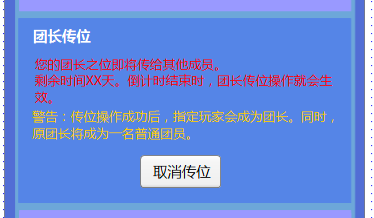 团长传位
您的团长之位即将传给其他成员。
剩余时间XX天。倒计时结束时，团长传位操作就会生
效。
警告：传位操作成功后，指定玩家会成为团长。同时，
原团长将成为一名普通团员。
取消传位